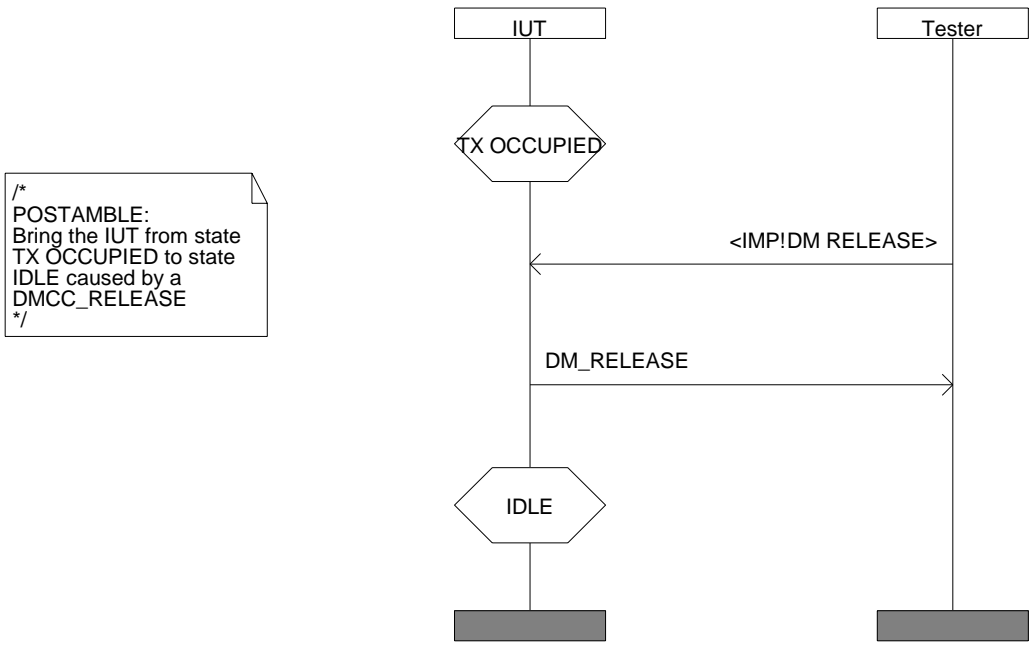 IUT
Tester
TX OCCUPIED
/*
POSTAMBLE:
Bring the IUT from state
TX OCCUPIED to state
IDLE caused by a
DMCC_RELEASE
*/
<IMP!DM RELEASE>
DM_RELEASE
IDLE